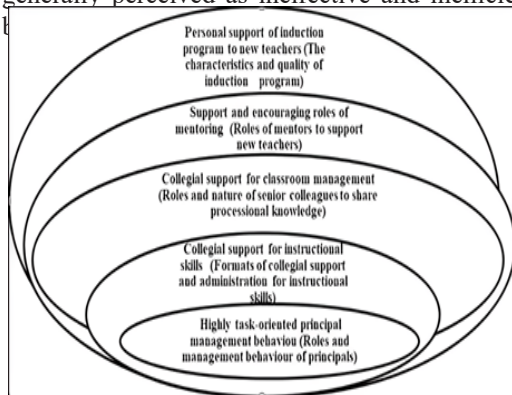 generally perceived as ineffective and
Personal support of induction
program to new teachers (The
characteristics and quality of
induction program)
Support and encouraging roles of
mentoring (Roles of mentors to support
new teachers)
Collegial support for classroom management
(Roles and nature of senior colleagues to share
processional knowledge)
Collegial support for instructional
skills (Formats of collegial support
and administration for instructional
skills)
Highly task-oriented principal
management behaviou (Roles and
management behaviour of principals)